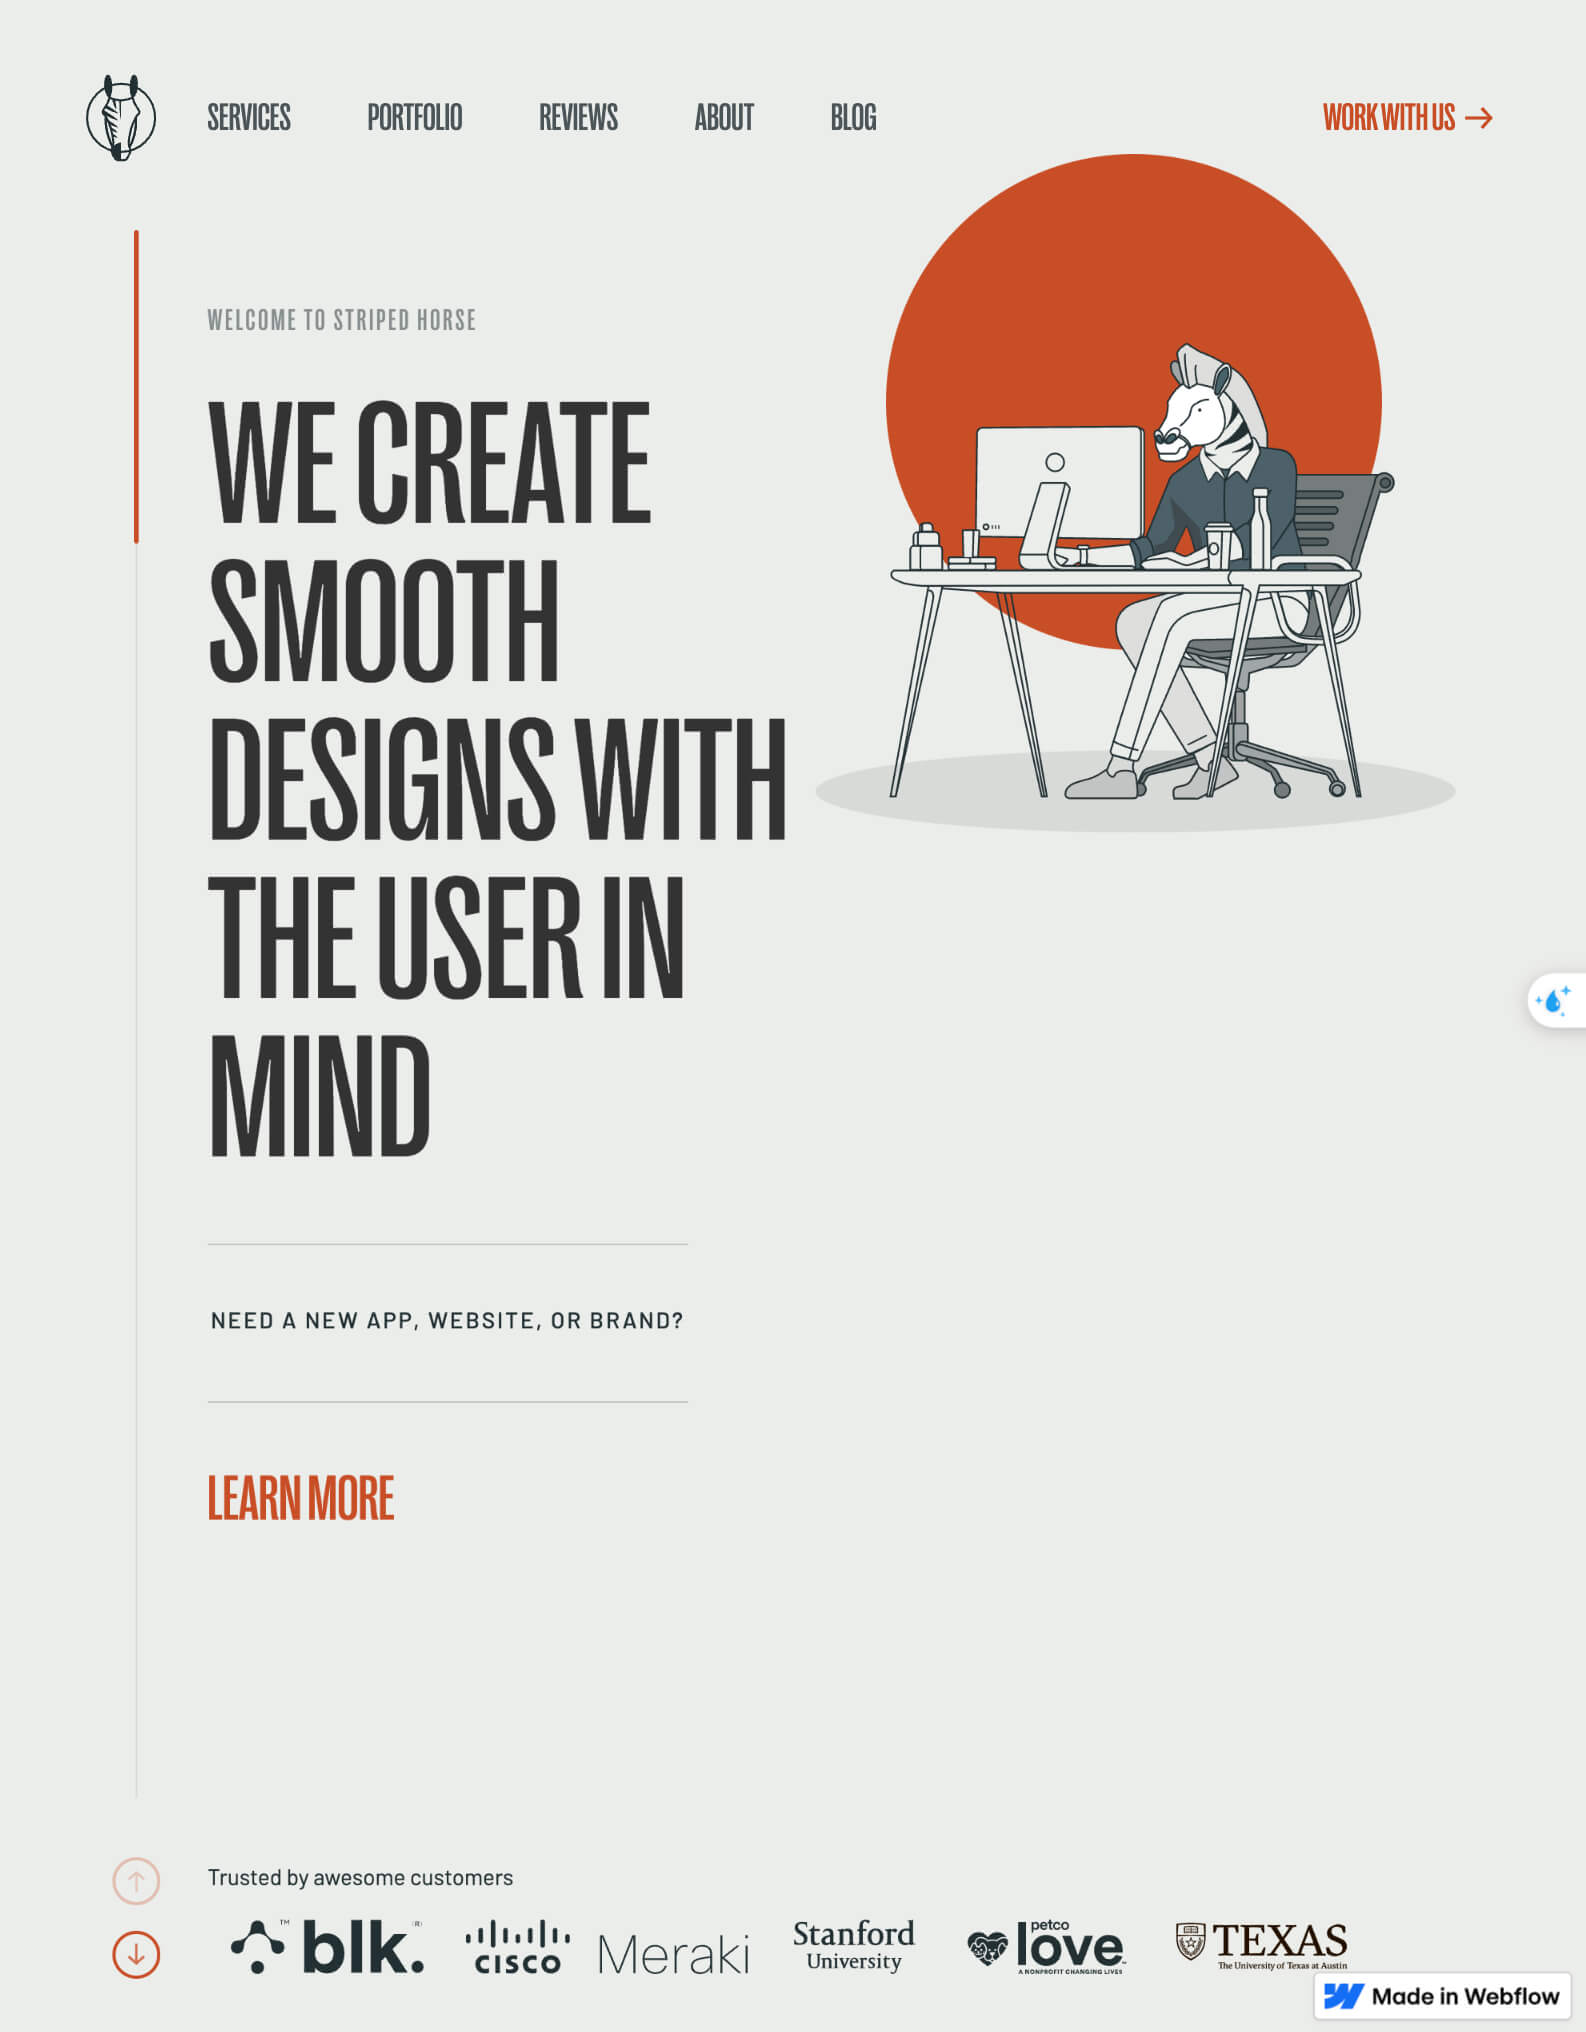 SERVICES
PORTFOLIO
REVIEWS
ABOUT
BLOG
WORK WITH US
WELCOME TO STRIPED HORSE
WE CREATE
SMOOTH
DESIGNS WITH
THE USER IN
MIND
NEED A NEW APP, WEBSITE, OR BRAND?
LEARN MORE
Trusted by awesome customers
™ blk. (R)
cisco Meraki
Stanford
University
petco
love™
A NONPROFIT CHANGING LIVES
TEXAS
The University of Texas at Austin
Made in Webflow